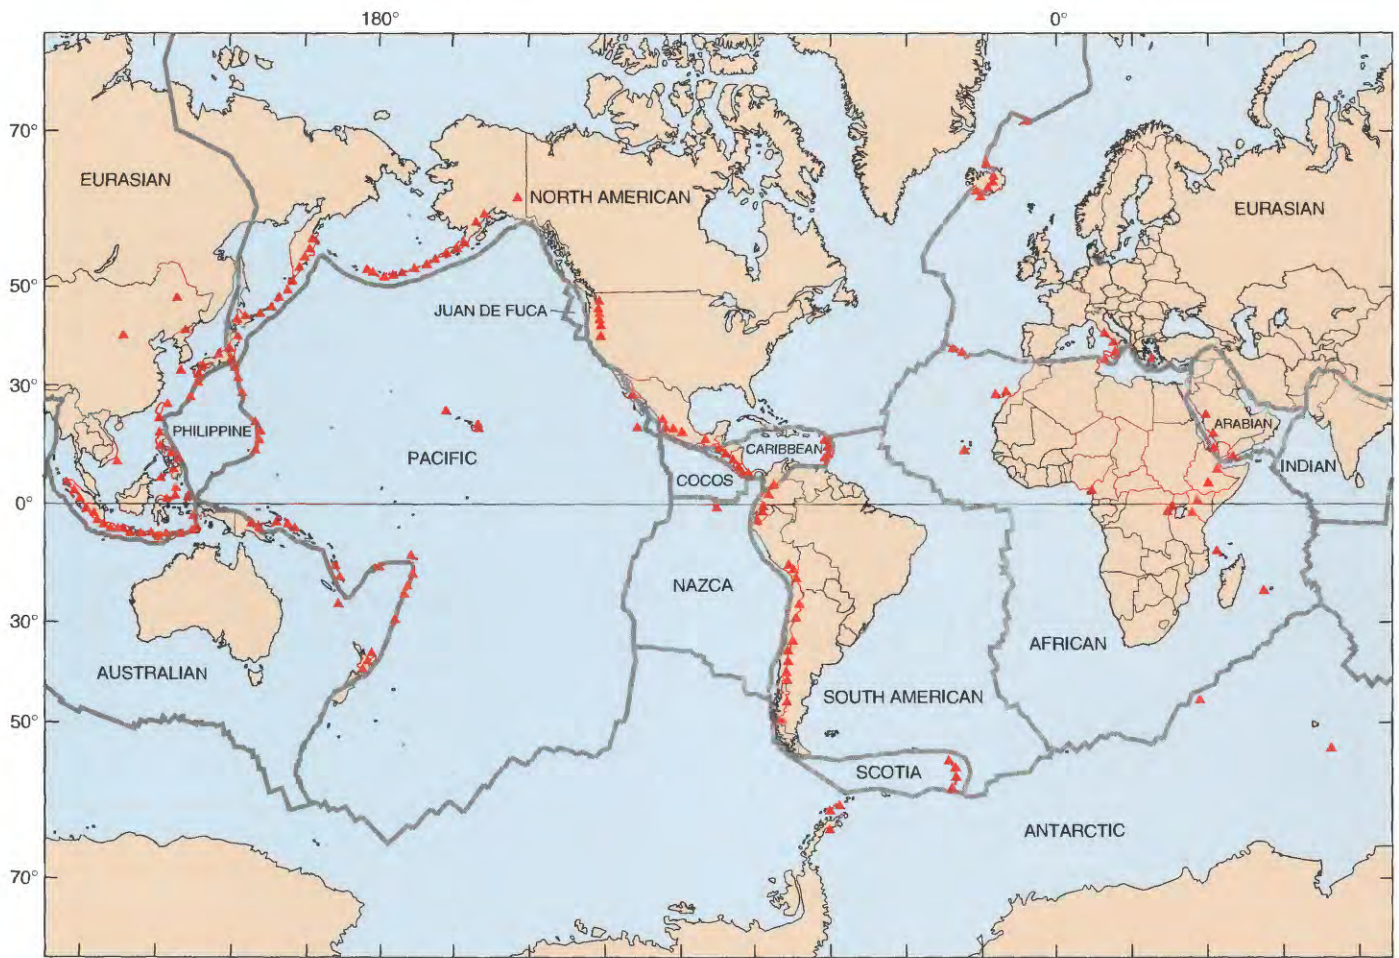 180°
0°
70°
50°
30°
0°
30°
50°
70°
EURASIAN
NORTH AMERICAN
EURASIAN
JUAN DE FUCA
PHILIPPINE
PACIFIC
CARIBBEAN
ARABIAN
COCOS
INDIAN
NAZCA
AFRICAN
AUSTRALIAN
SOUTH AMERICAN
SCOTIA
ANTARCTIC